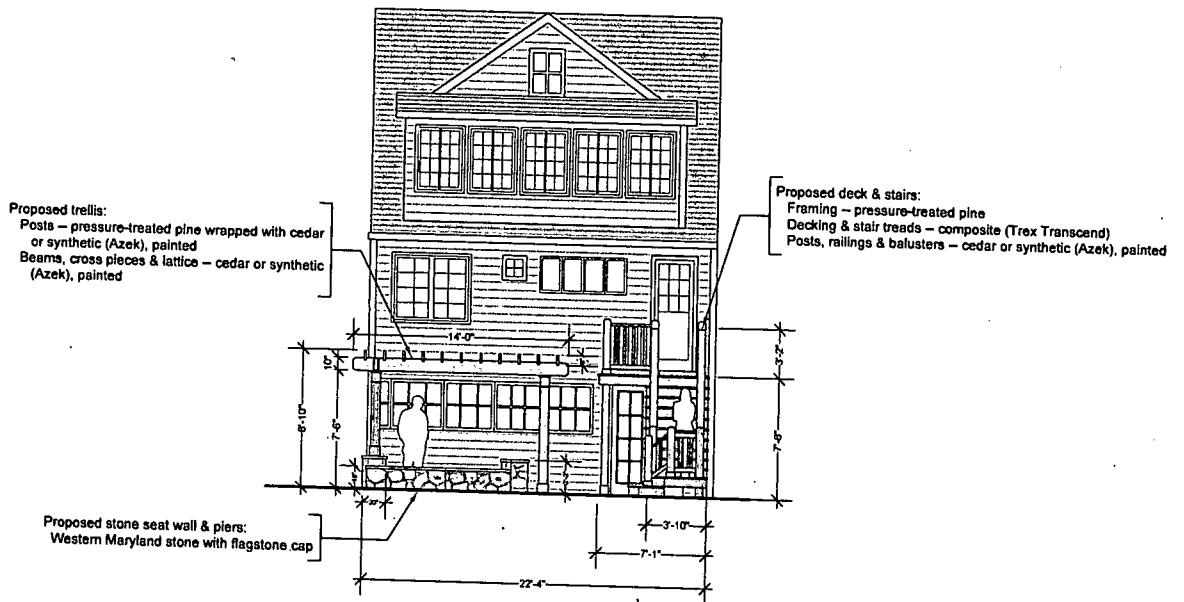 Proposed trellis:
Posts – pressure-treated pine wrapped with cedar
or synthetic (Azek), painted
Beams, cross pieces & lattice – cedar or synthetic
(Azek), painted
Proposed deck & stairs:
Framing – pressure-treated pine
Decking & stair treads – composite (Trex Transcend)
Posts, railings & balusters – cedar or synthetic (Azek), painted
14'-0"
10"
3'-2"
7'-6"
7'-8"
Proposed stone seat wall & piers:
Western Maryland stone with flagstone cap
3'-10"
7'-1"
22'-4"